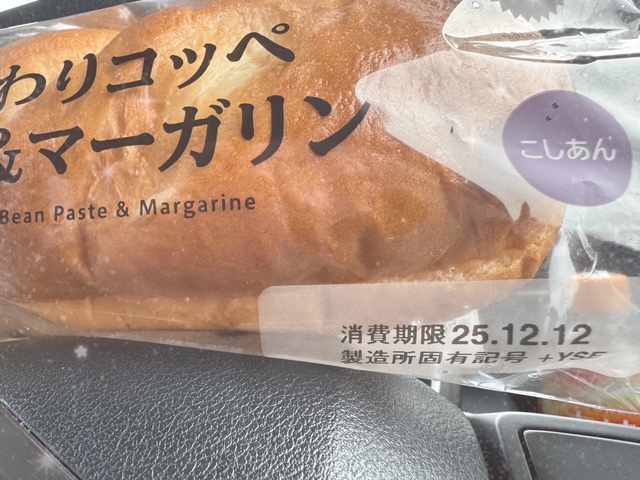 わりコッペ
&マーガリン
Bean Paste & Margarine
こしあん
消費期限 25.12.12
製造所固有記号 +YSF